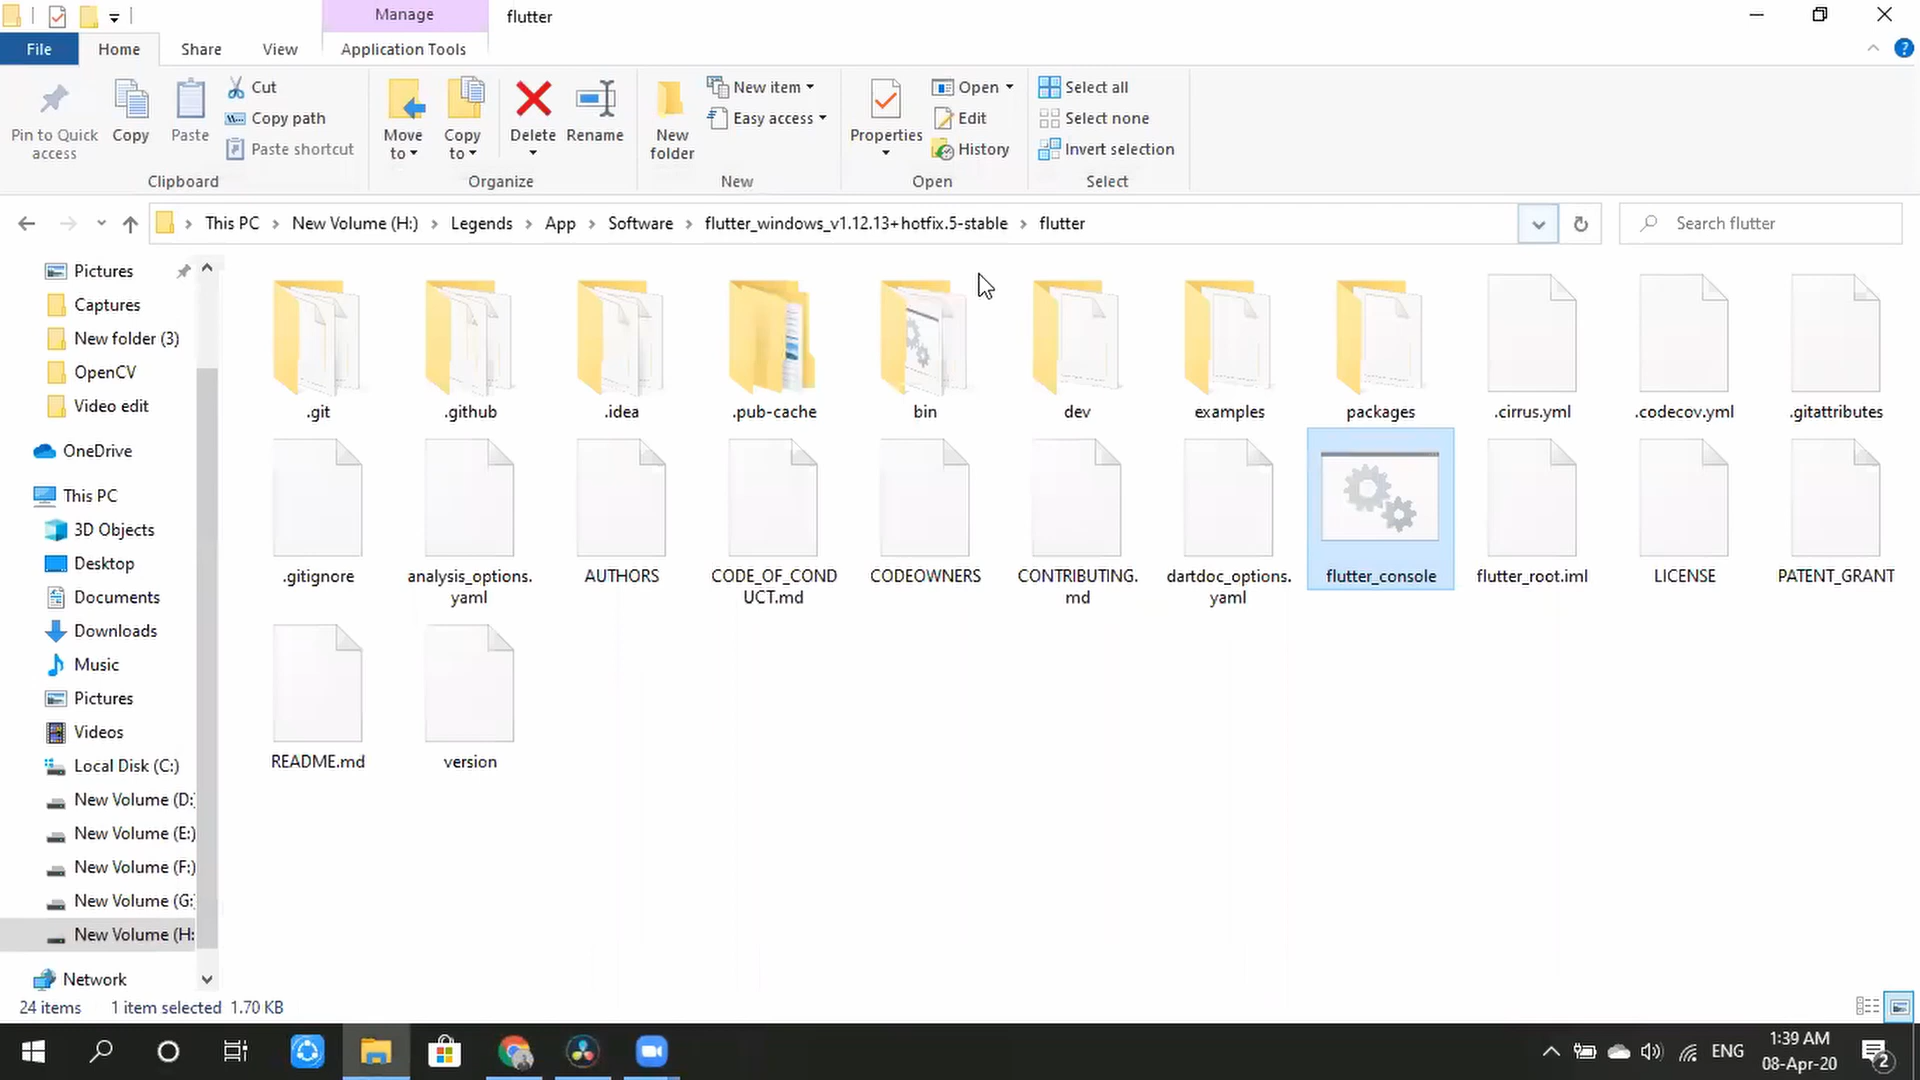 Manage
flutter
File
Home
Share
View
Application Tools
Pin to Quick
access
Copy
Paste
Cut
Copy path
Paste shortcut
Clipboard
Move
to
Copy
to
Delete
Rename
Organize
New
folder
New item
Easy access
New
Properties
Open
Edit
History
Open
Select all
Select none
Invert selection
Select
This PC
New Volume (H:)
Legends
App
Software
flutter_windows_v1.12.13+hotfix.5-stable
flutter
Search flutter
Pictures
Captures
New folder (3)
OpenCV
Video edit
OneDrive
This PC
3D Objects
Desktop
Documents
Downloads
Music
Pictures
Videos
Local Disk (C:)
New Volume (D:
New Volume (E:)
New Volume (F:)
New Volume (G:
New Volume (H:
Network
.git
.github
.idea
.pub-cache
bin
dev
examples
packages
.cirrus.yml
.codecov.yml
.gitattributes
.gitignore
analysis_options.
yaml
AUTHORS
CODE_OF_COND
UCT.md
CODEOWNERS
CONTRIBUTING.
md
dartdoc_options.
yaml
flutter_console
flutter_root.iml
LICENSE
PATENT_GRANT
README.md
version
24 items
1 item selected 1.70 KB
ENG
1:39 AM
08-Apr-20
2